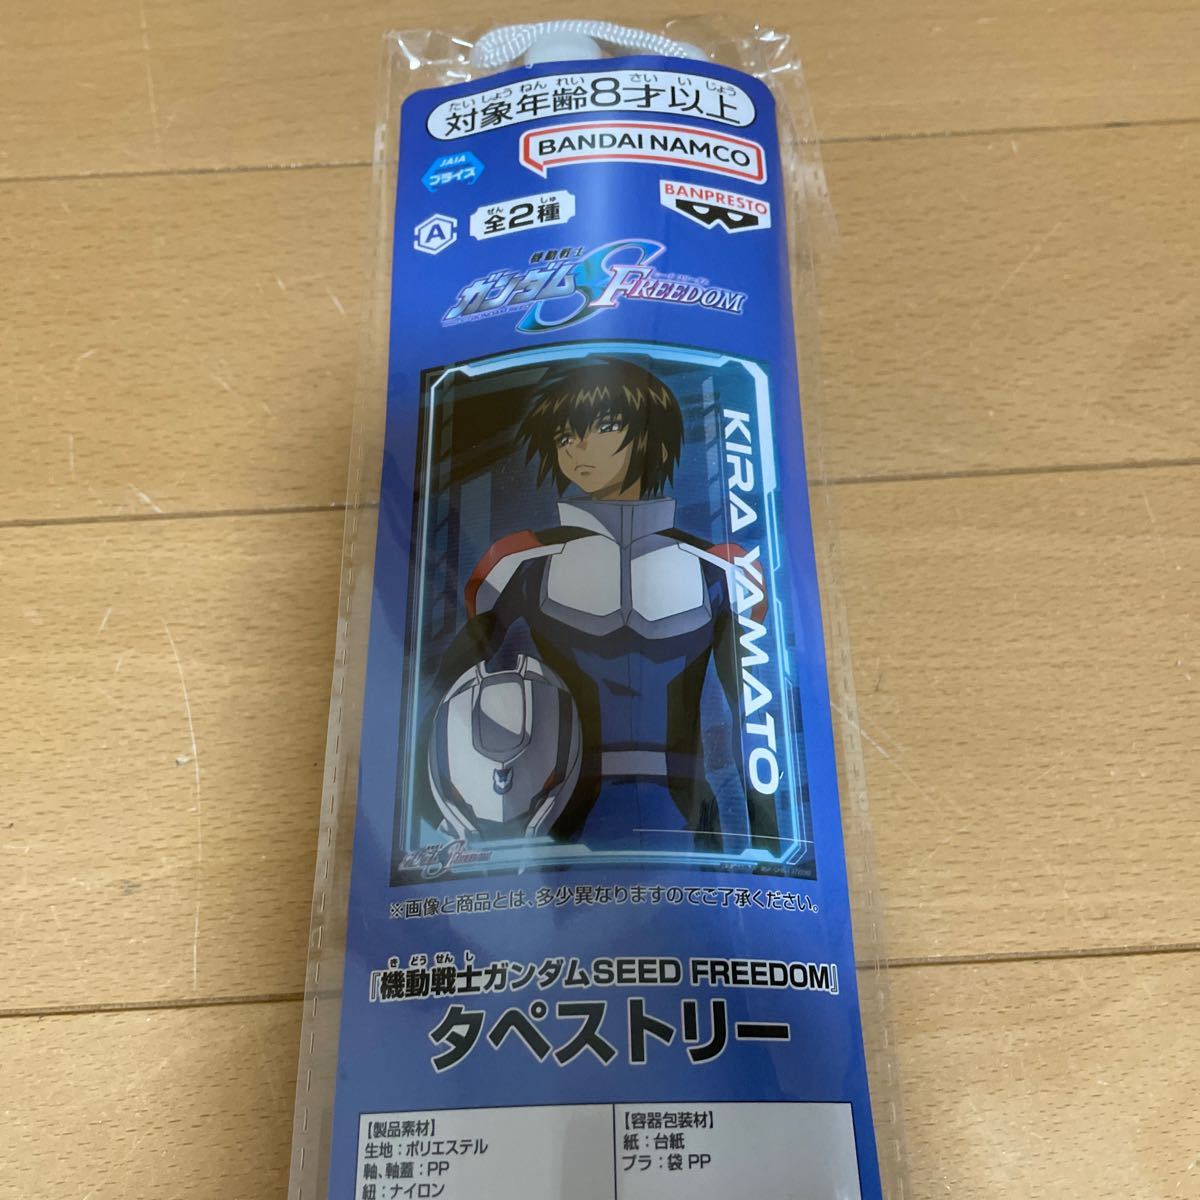 たいしょうねんれい さいいじょう
対象年齢8才以上
BANDAI NAMCO
JAIA
プライズ
BANPRESTO
A
ぜん しゅ
全2種
機動戦士
ガンダム SEED FREEDOM
KIRA YAMATO
※画像と商品とは、多少異なりますのでご了承ください。
きどうせんし
『機動戦士ガンダムSEED FREEDOM』
タペストリー
【製品素材】
生地:ポリエステル
軸、軸蓋:PP
紐:ナイロン
【容器包装材】
紙:台紙
プラ:袋 PP